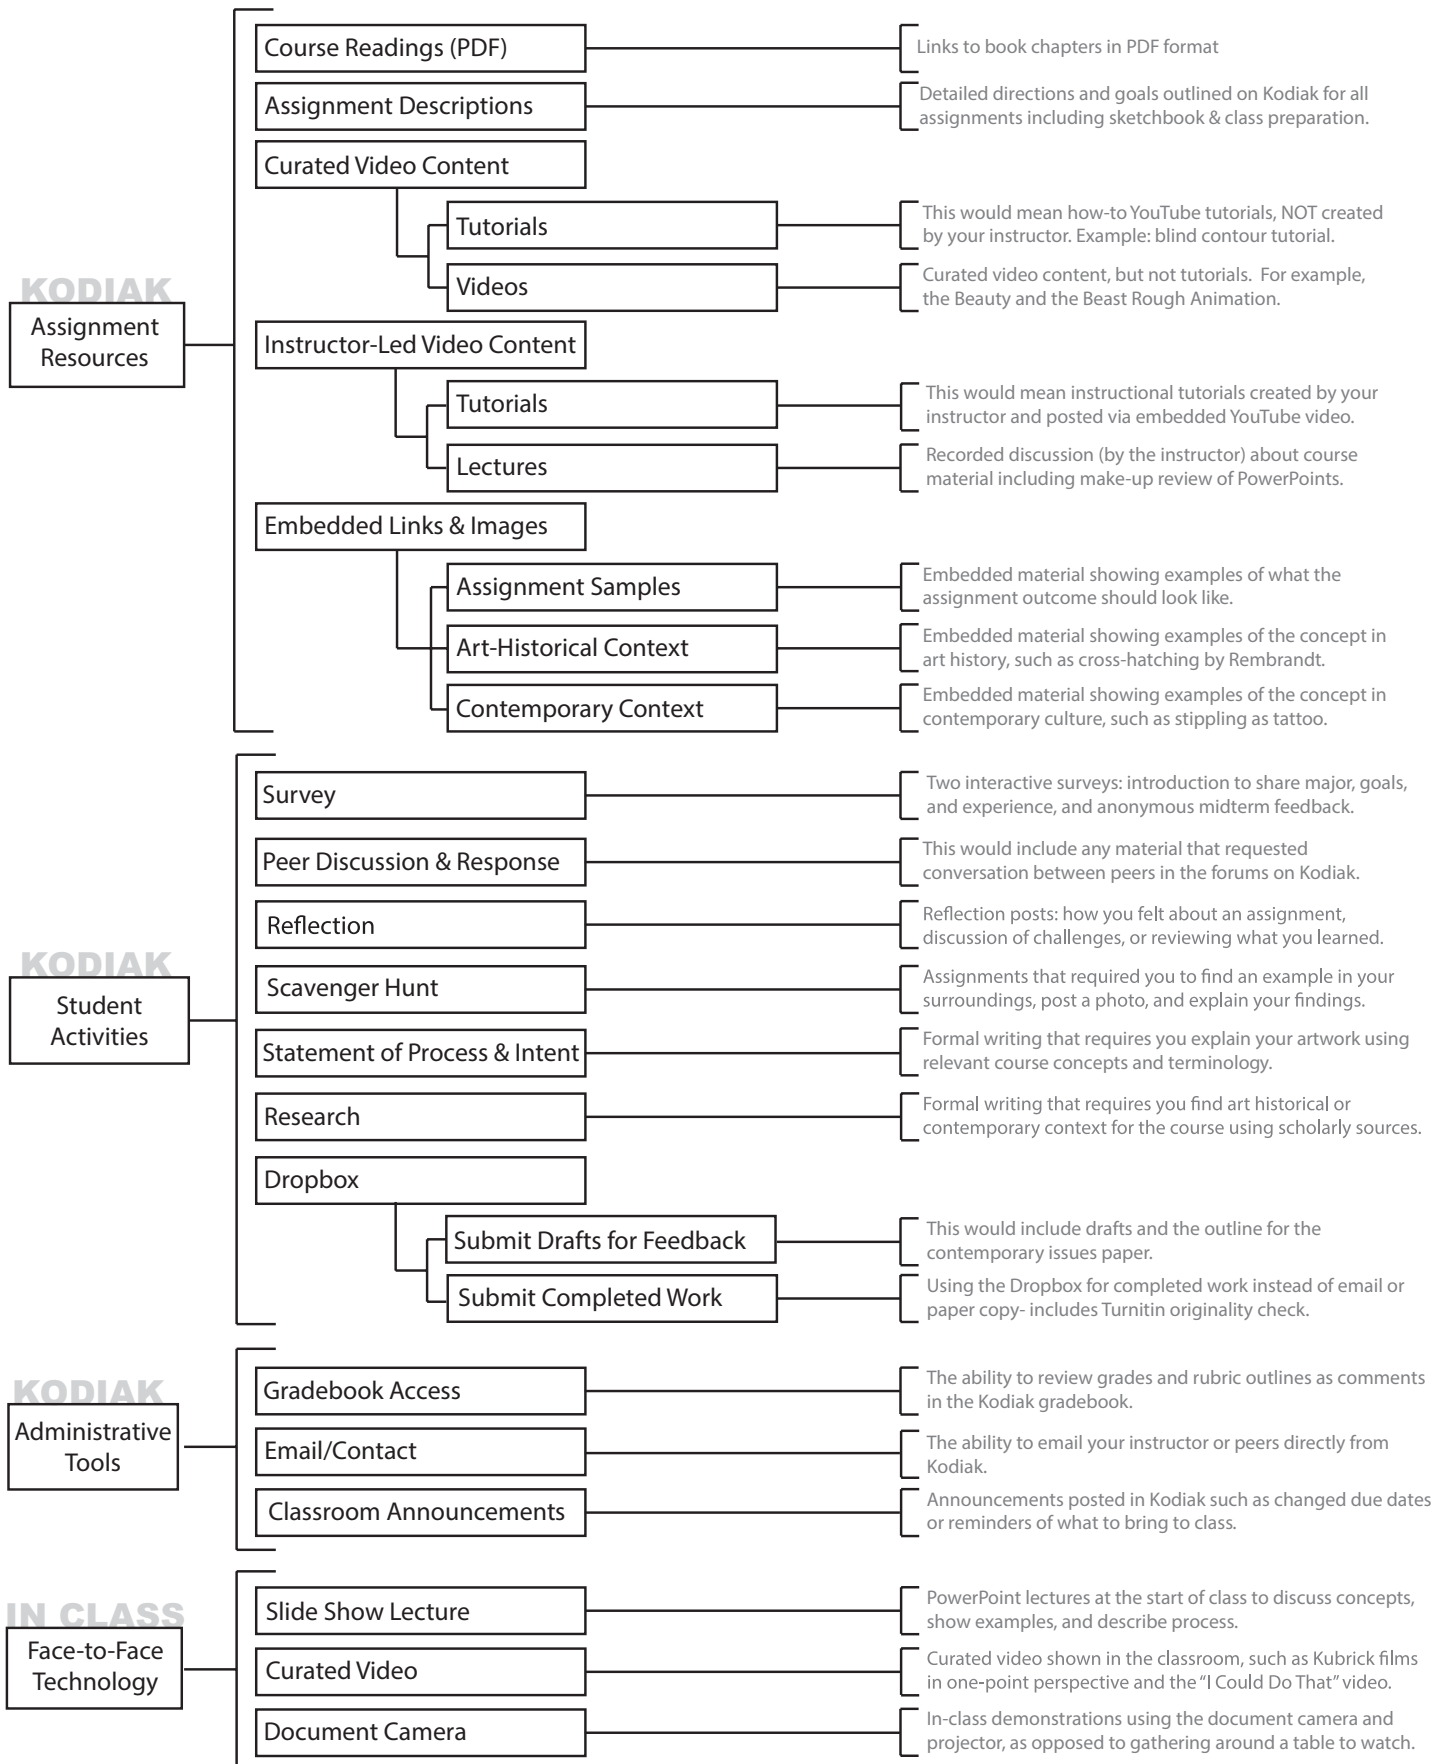 Course Readings (PDF)
Links to book chapters in PDF format
Assignment Descriptions
Detailed directions and goals outlined on Kodiak for all
assignments including sketchbook & class preparation.
Curated Video Content
Tutorials
This would mean how-to YouTube tutorials, NOT created
by your instructor. Example: blind contour tutorial.
Videos
Curated video content, but not tutorials.  For example,
the Beauty and the Beast Rough Animation.
KODIAK
Assignment
Resources
Instructor-Led Video Content
Tutorials
This would mean instructional tutorials created by your
instructor and posted via embedded YouTube video.
Lectures
Recorded discussion (by the instructor) about course
material including make-up review of PowerPoints.
Embedded Links & Images
Assignment Samples
Embedded material showing examples of what the
assignment outcome should look like.
Art-Historical Context
Embedded material showing examples of the concept in
art history, such as cross-hatching by Rembrandt.
Contemporary Context
Embedded material showing examples of the concept in
contemporary culture, such as stippling as tattoo.
Survey
Two interactive surveys: introduction to share major, goals,
and experience, and anonymous midterm feedback.
Peer Discussion & Response
This would include any material that requested
conversation between peers in the forums on Kodiak.
Reflection
Reflection posts: how you felt about an assignment,
discussion of challenges, or reviewing what you learned.
KODIAK
Student
Activities
Scavenger Hunt
Assignments that required you to find an example in your
surroundings, post a photo, and explain your findings.
Statement of Process & Intent
Formal writing that requires you explain your artwork using
relevant course concepts and terminology.
Research
Formal writing that requires you find art historical or
contemporary context for the course using scholarly sources.
Dropbox
Submit Drafts for Feedback
This would include drafts and the outline for the
contemporary issues paper.
Submit Completed Work
Using the Dropbox for completed work instead of email or
paper copy- includes Turnitin originality check.
KODIAK
Administrative
Tools
Gradebook Access
The ability to review grades and rubric outlines as comments
in the Kodiak gradebook.
Email/Contact
The ability to email your instructor or peers directly from
Kodiak.
Classroom Announcements
Announcements posted in Kodiak such as changed due dates
or reminders of what to bring to class.
IN CLASS
Face-to-Face
Technology
Slide Show Lecture
PowerPoint lectures at the start of class to discuss concepts,
show examples, and describe process.
Curated Video
Curated video shown in the classroom, such as Kubrick films
in one-point perspective and the “I Could Do That” video.
Document Camera
In-class demonstrations using the document camera and
projector, as opposed to gathering around a table to watch.